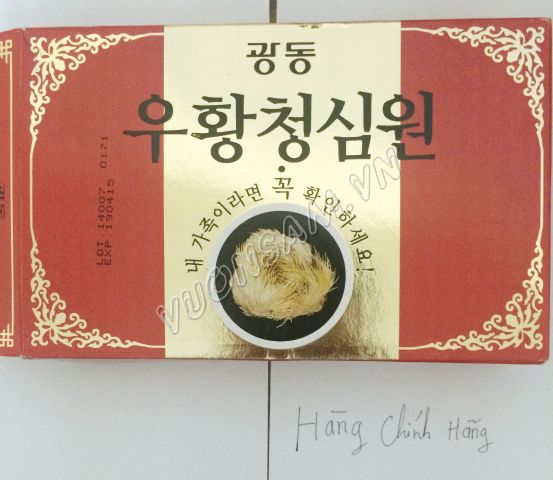 광동
우황청심원
내 가족이라면 꼭 확인하세요!
LOT: 14007 0171
EXP: 190415
VUONSAM.VN
Hãng Chính Hãng